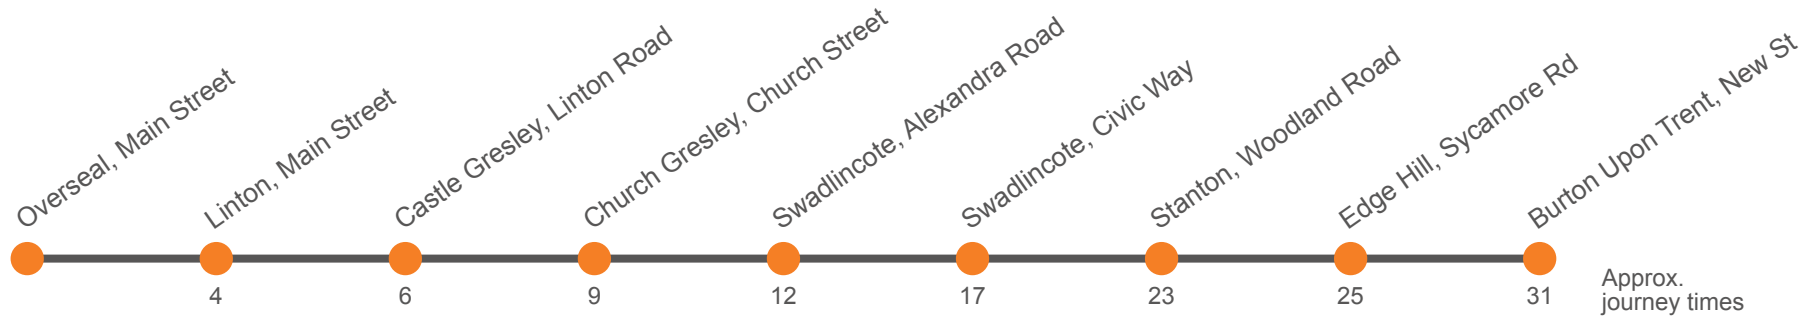 Overseal, Main Street
Linton, Main Street
Castle Gresley, Linton Road
Church Gresley, Church Street
Swadlincote, Alexandra Road
Swadlincote, Civic Way
Stanton, Woodland Road
Edge Hill, Sycamore Rd
Burton Upon Trent, New St
4 6 9 12 17 23 25 31
Approx.
journey times